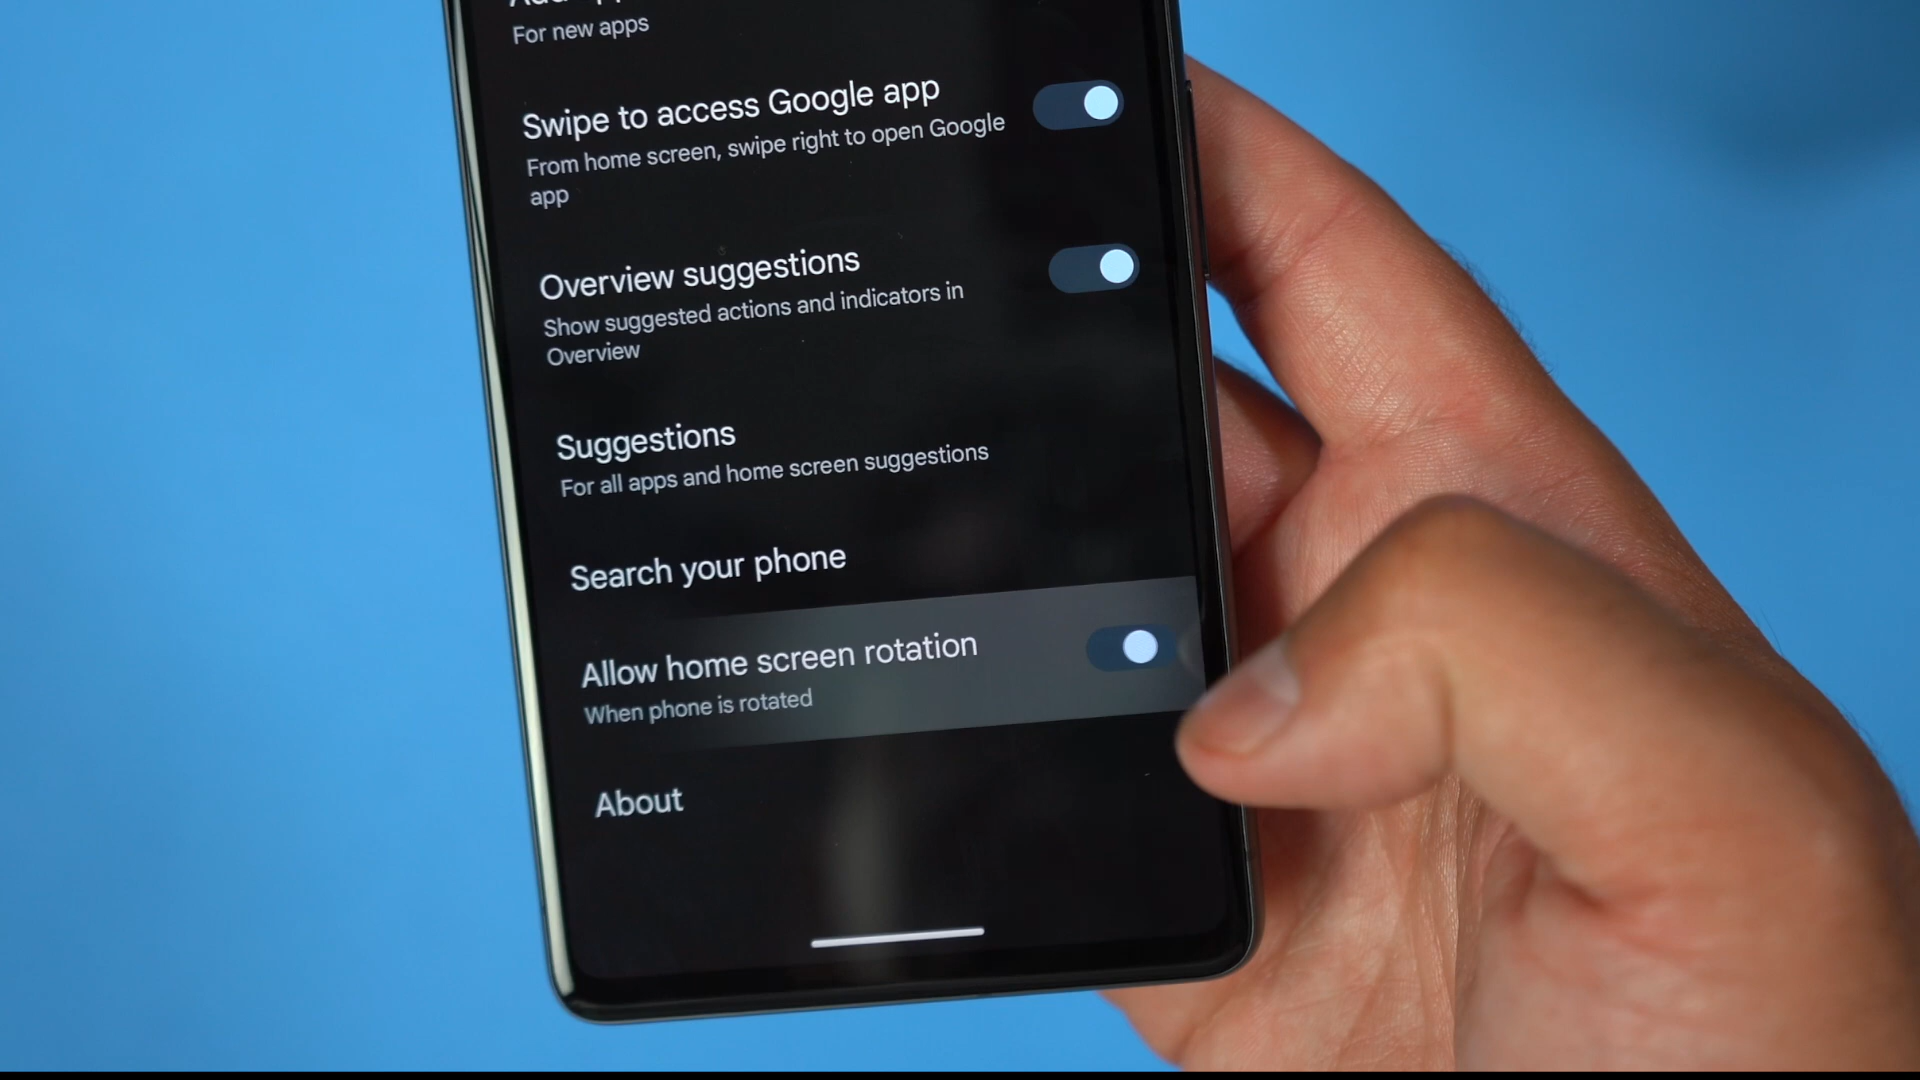 For new apps
Swipe to access Google app
From home screen, swipe right to open Google
app
Overview suggestions
Show suggested actions and indicators in
Overview
Suggestions
For all apps and home screen suggestions
Search your phone
Allow home screen rotation
When phone is rotated
About